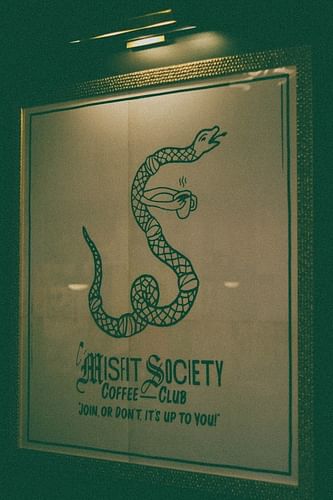 MISFIT SOCIETY
COFFEE CLUB
"JOIN, OR DON'T, IT'S UP TO YOU!"